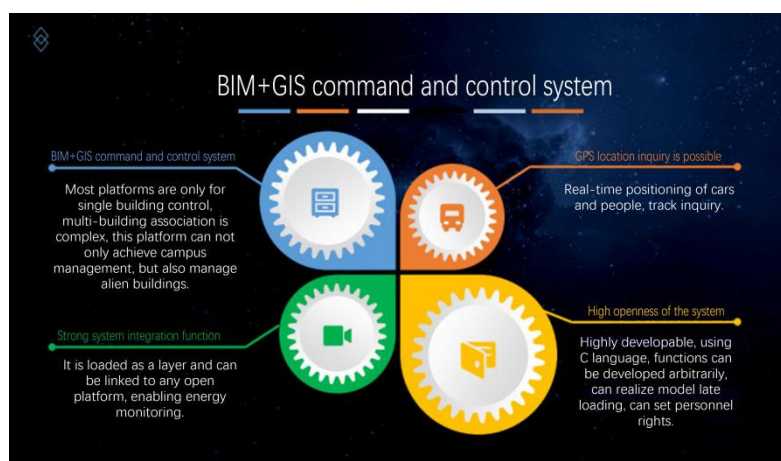 BIM+GIS command and control system
BIM+GIS command and control system
Most platforms are only for
single building control,
multi-building association is
complex, this platform can not
only achieve campus
management, but also manage
alien buildings.
GPS location inquiry is possible
Real-time positioning of cars
and people, track inquiry.
Strong system integration function
It is loaded as a layer and can
be linked to any open
platform, enabling energy
monitoring.
High openness of the system
Highly developable, using
C language, functions can
be developed arbitrarily,
can realize model late
loading, can set personnel
rights.